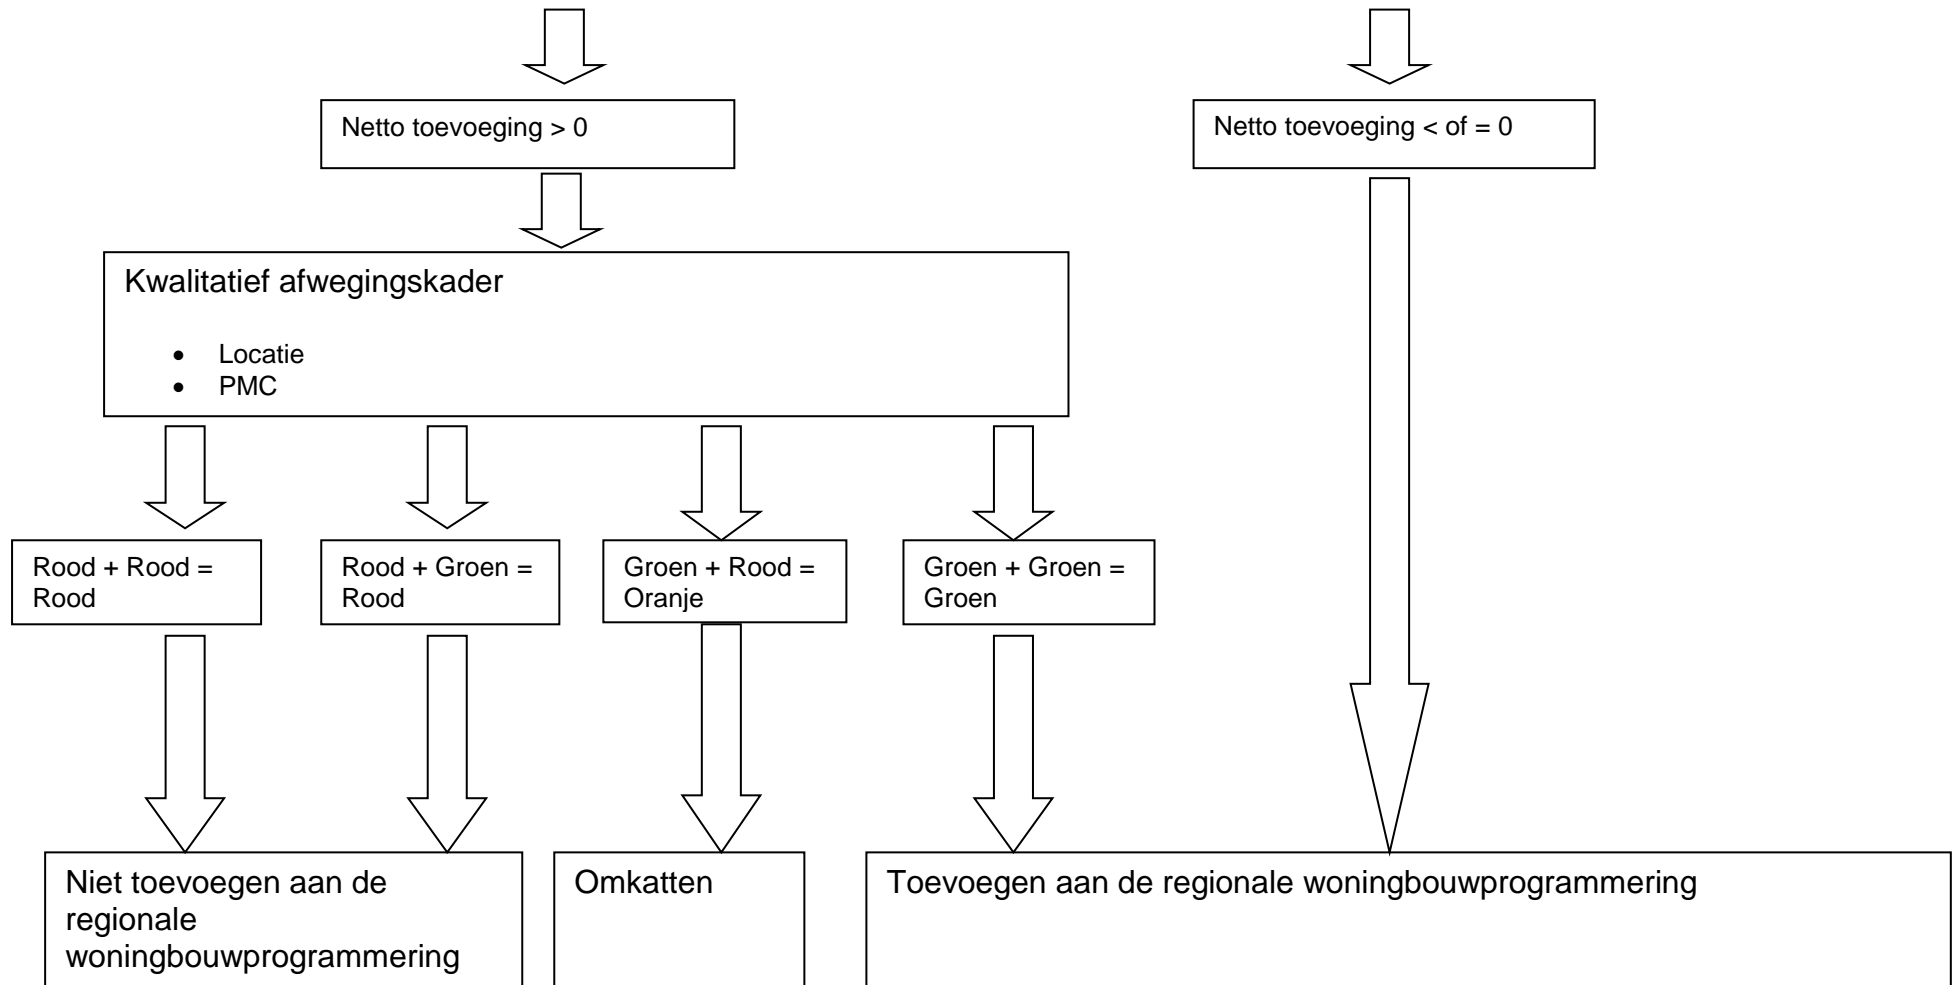 Netto toevoeging > 0
Netto toevoeging < of = 0
Kwalitatief afwegingskader
• Locatie
• PMC
Rood + Rood =
Rood
Rood + Groen =
Rood
Groen + Rood =
Oranje
Groen + Groen =
Groen
Niet toevoegen aan de
regionale
woningbouwprogrammering
Omkatten
Toevoegen aan de regionale woningbouwprogrammering